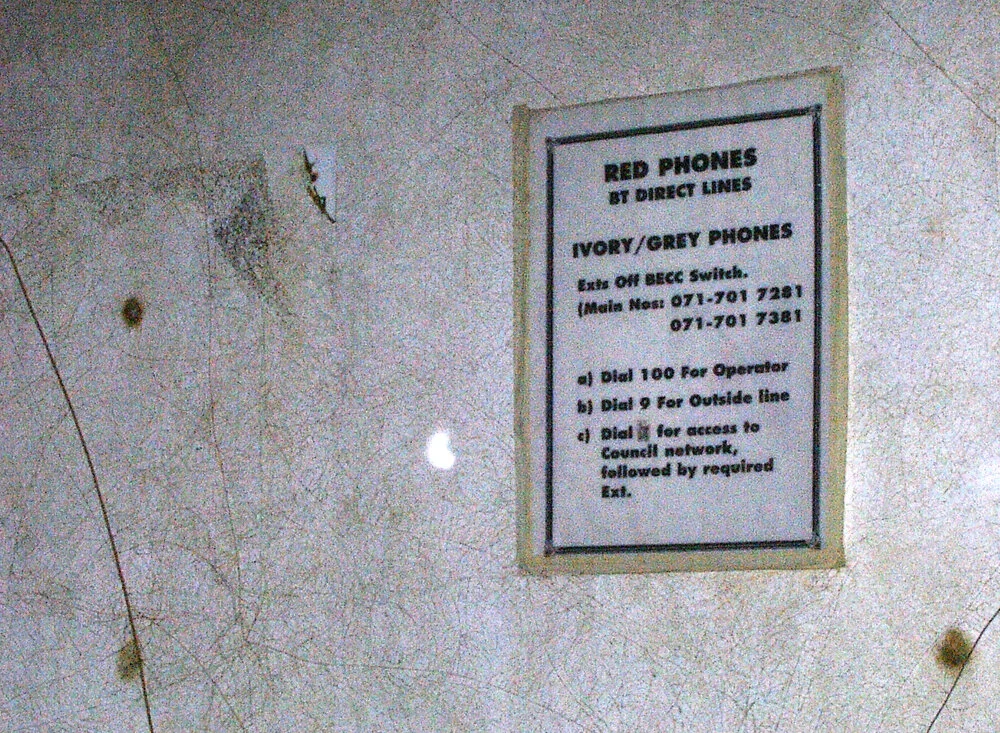 RED PHONES
BT DIRECT LINES
IVORY/GREY PHONES
Exts Off BECC Switch.
(Main Nos: 071-701 7281
071-701 7381
a) Dial 100 For Operator
b) Dial 9 For Outside line
c) Dial for access to
Council network,
followed by required
Ext.